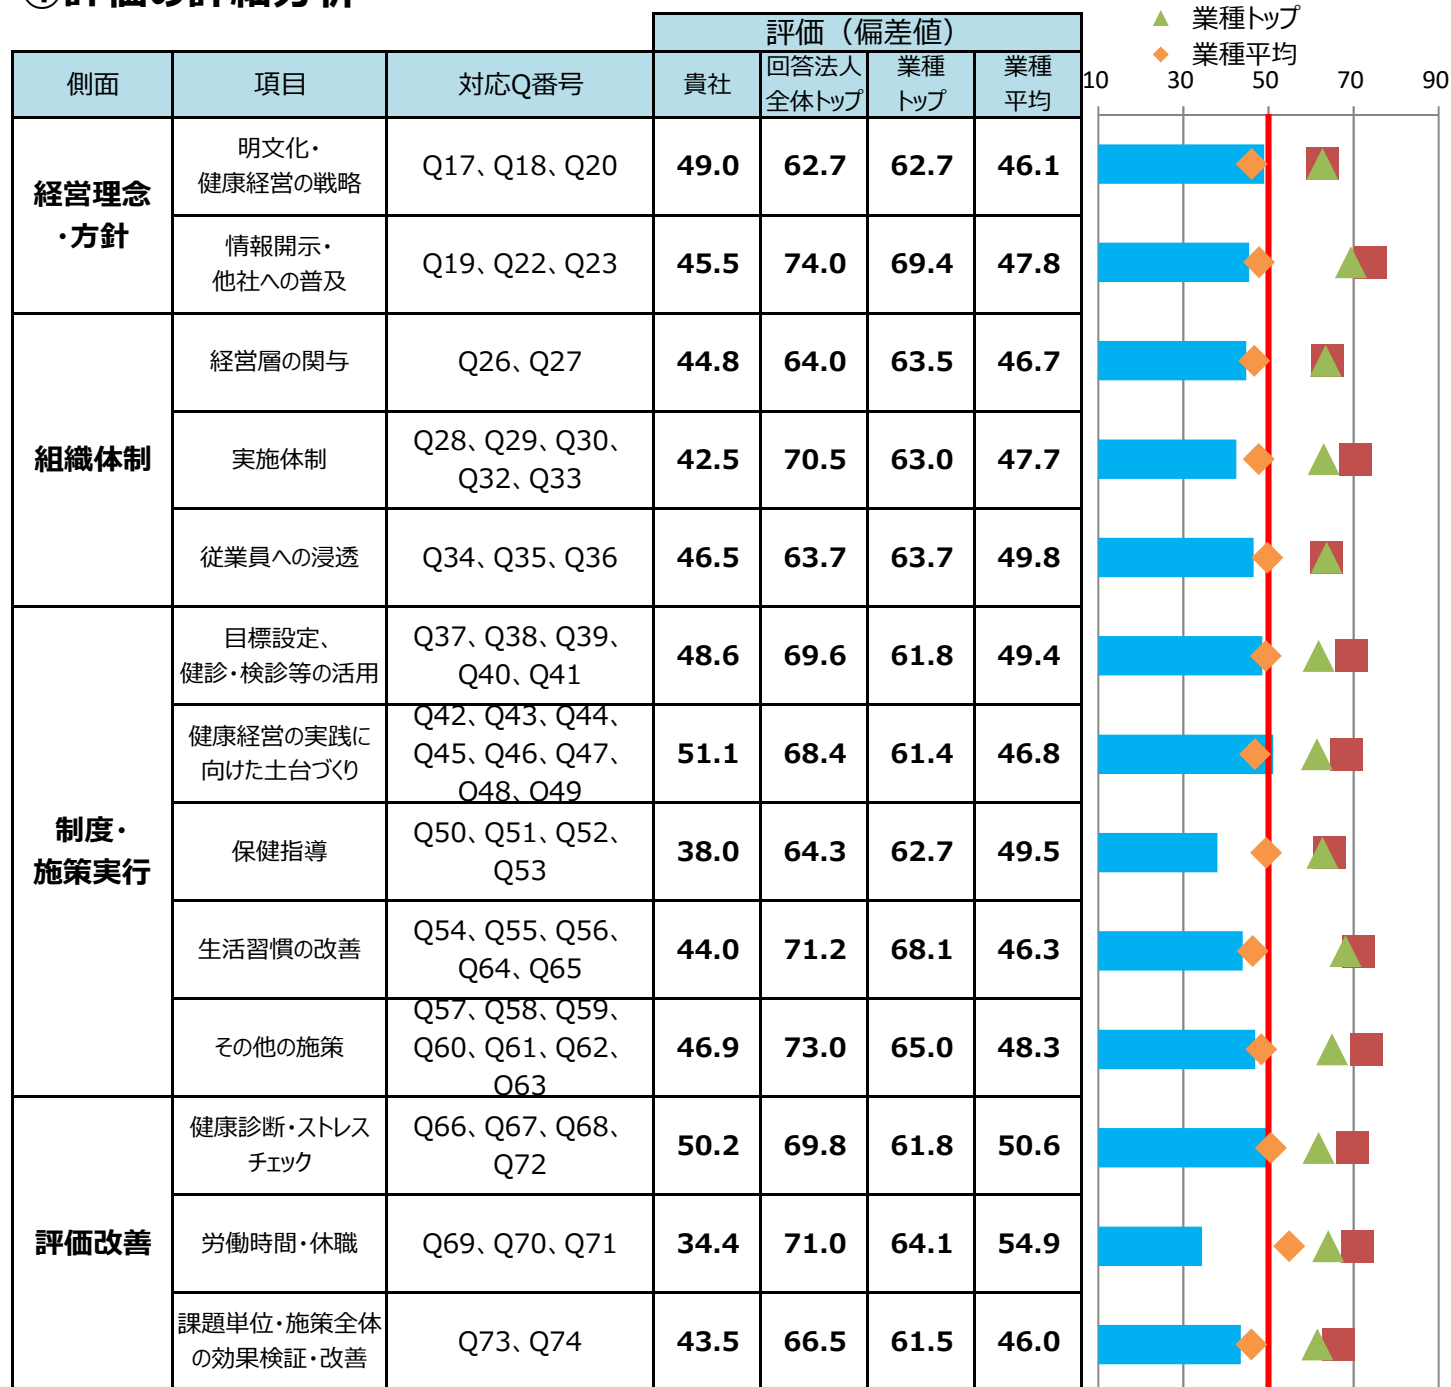 ①評価の詳細分析
▲ 業種トップ
◆ 業種平均
評価（偏差値）
側面 項目 対応Q番号 貴社 回答法人 業種 業種
全体トップ トップ 平均
10 30 50 70 90
経営理念
・方針
明文化・
健康経営の戦略
Q17、Q18、Q20 49.0 62.7 62.7 46.1
情報開示・
他社への普及
Q19、Q22、Q23 45.5 74.0 69.4 47.8
組織体制
経営層の関与 Q26、Q27 44.8 64.0 63.5 46.7
実施体制
Q28、Q29、Q30、
Q32、Q33
42.5 70.5 63.0 47.7
従業員への浸透 Q34、Q35、Q36 46.5 63.7 63.7 49.8
制度・
施策実行
目標設定、
健診・検診等の活用
Q37、Q38、Q39、
Q40、Q41
48.6 69.6 61.8 49.4
健康経営の実践に
向けた土台づくり
Q42、Q43、Q44、
Q45、Q46、Q47、
Q48、Q49
51.1 68.4 61.4 46.8
保健指導
Q50、Q51、Q52、
Q53
38.0 64.3 62.7 49.5
生活習慣の改善
Q54、Q55、Q56、
Q64、Q65
44.0 71.2 68.1 46.3
その他の施策
Q57、Q58、Q59、
Q60、Q61、Q62、
Q63
46.9 73.0 65.0 48.3
評価改善
健康診断・ストレス
チェック
Q66、Q67、Q68、
Q72
50.2 69.8 61.8 50.6
労働時間・休職 Q69、Q70、Q71 34.4 71.0 64.1 54.9
課題単位・施策全体
の効果検証・改善
Q73、Q74 43.5 66.5 61.5 46.0